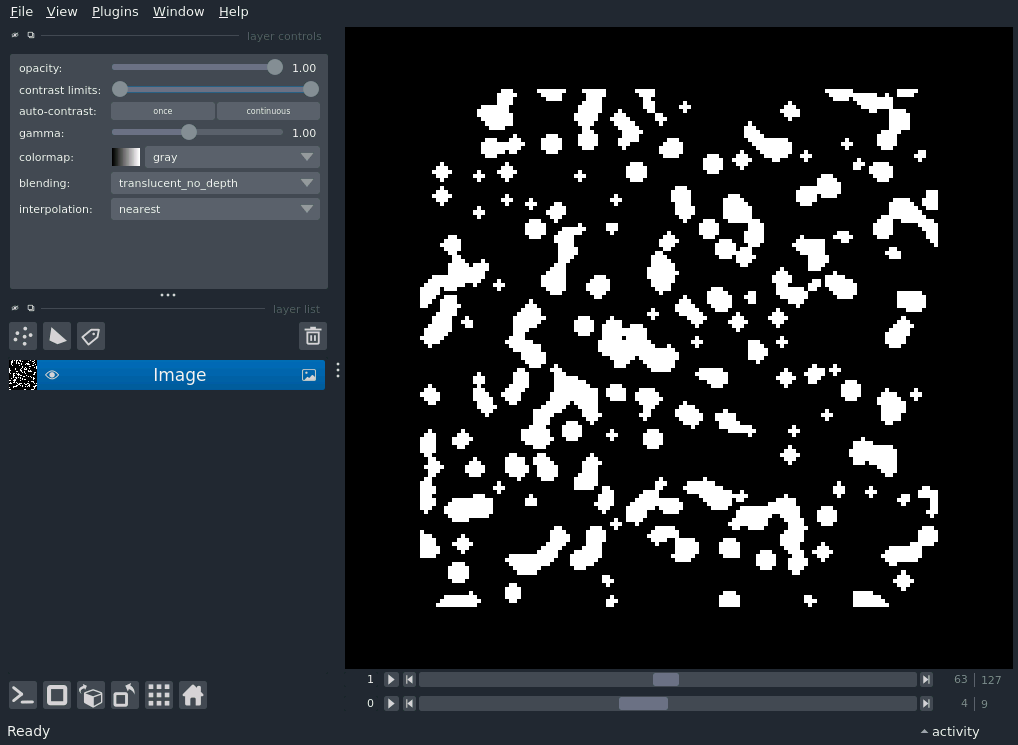 File View Plugins Window Help
layer controls
opacity: 1.00
contrast limits:
auto-contrast: once continuous
gamma: 1.00
colormap: gray
blending: translucent_no_depth
interpolation: nearest
layer list
Image
1 63 127
0 4 9
Ready activity